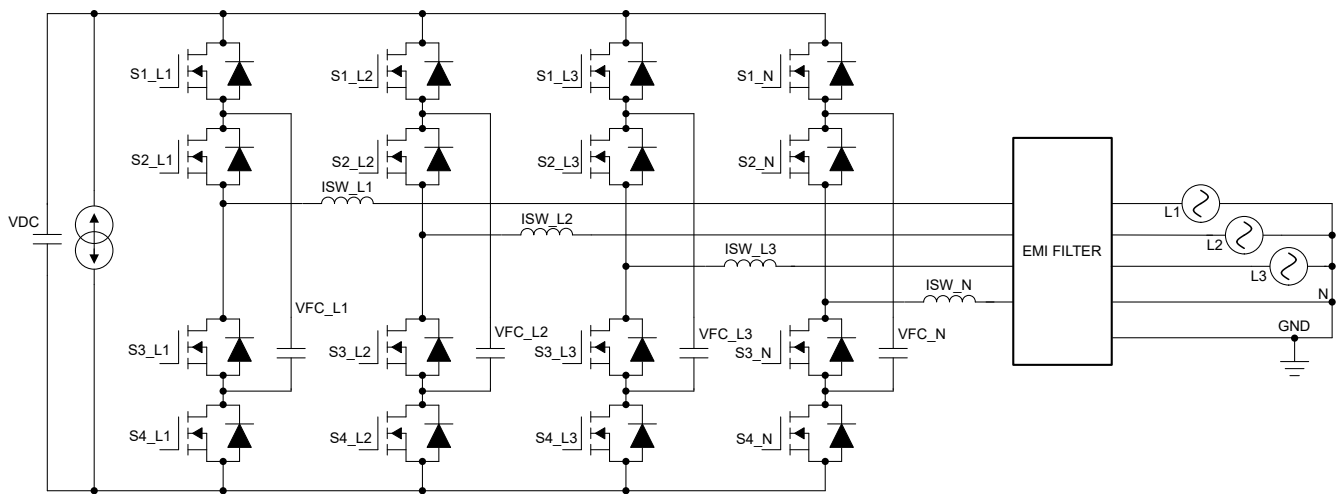 S1_L1
S1_L2
S1_L3
S1_N
S2_L1
S2_L2
S2_L3
S2_N
ISW_L1
ISW_L2
ISW_L3
ISW_N
VDC
EMI FILTER
L1
L2
L3
N
GND
VFC_L1
VFC_L2
VFC_L3
VFC_N
S3_L1
S3_L2
S3_L3
S3_N
S4_L1
S4_L2
S4_L3
S4_N